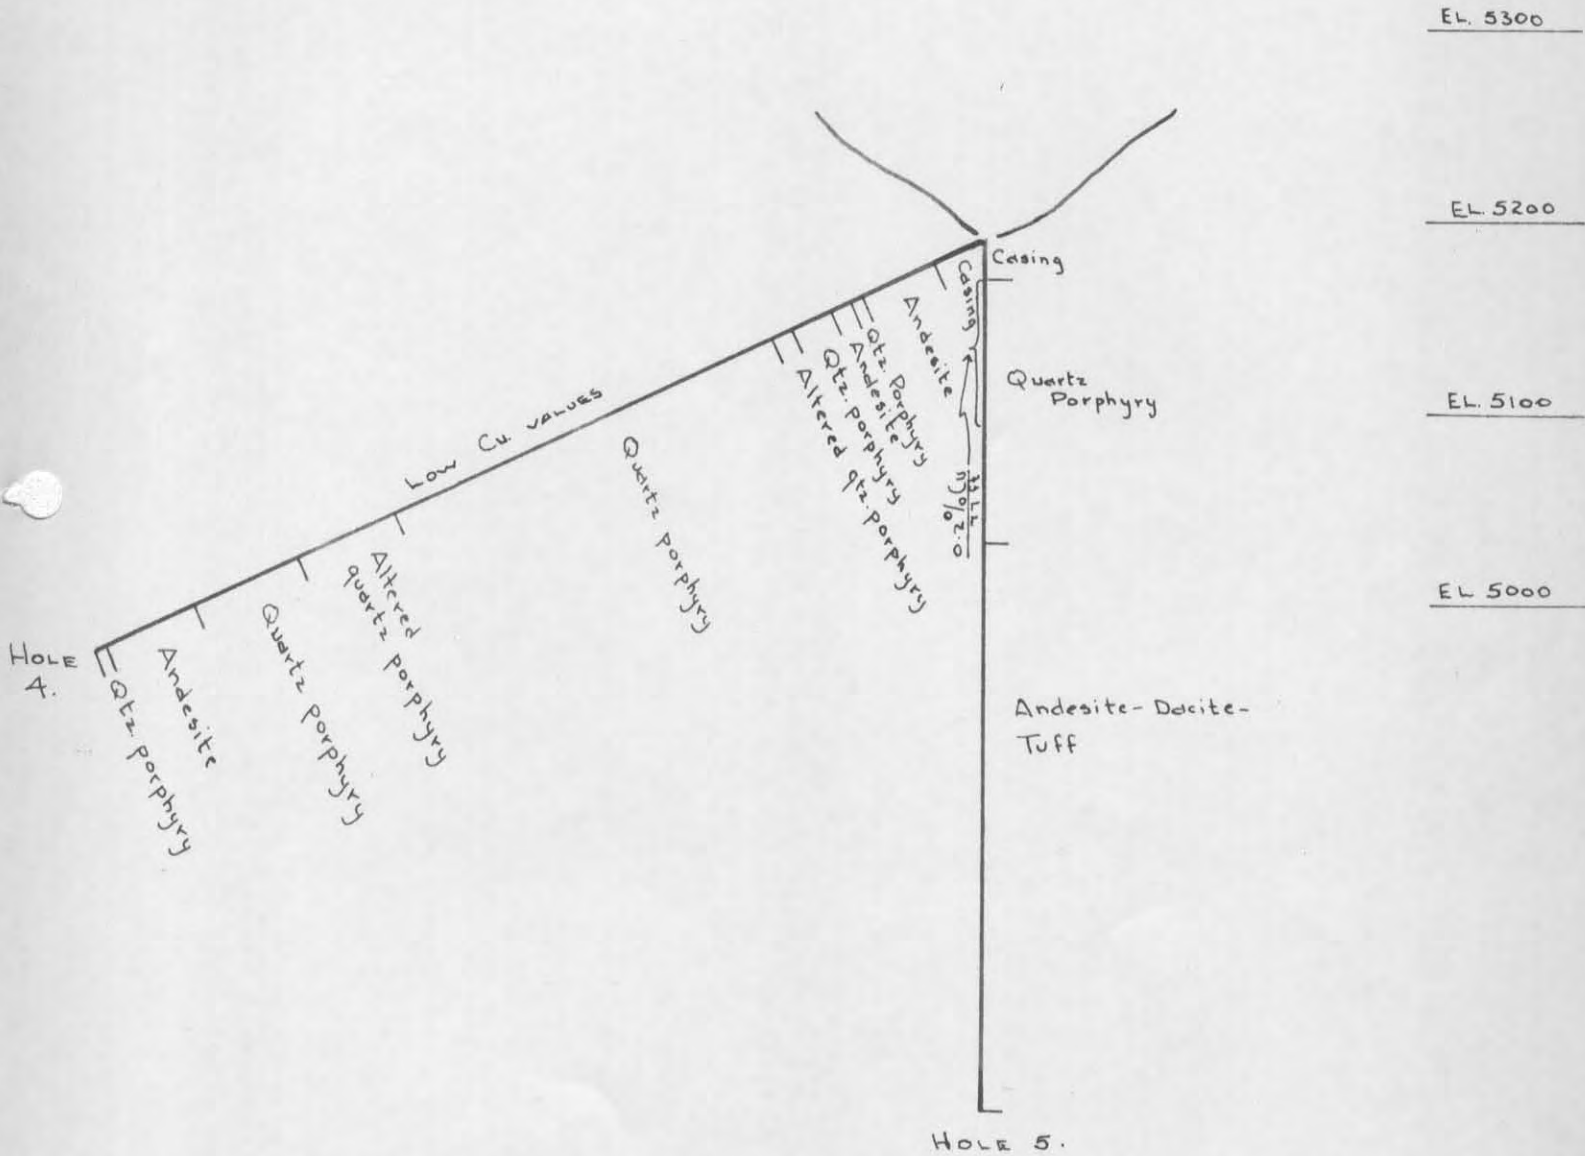 EL. 5300
EL. 5200
EL. 5100
EL 5000
Casing
Quartz
Porphyry
Andesite-Dacite-
Tuff
HOLE 5.
Casing
Andesite
Qtz. Porphyry
Andesite
Qtz. porphyry
Altered qtz. porphyry
Low Cu. VALUES
Quartz porphyry
Altered
quartz porphyry
Quartz porphyry
Andesite
Qtz. porphyry
HOLE
4.